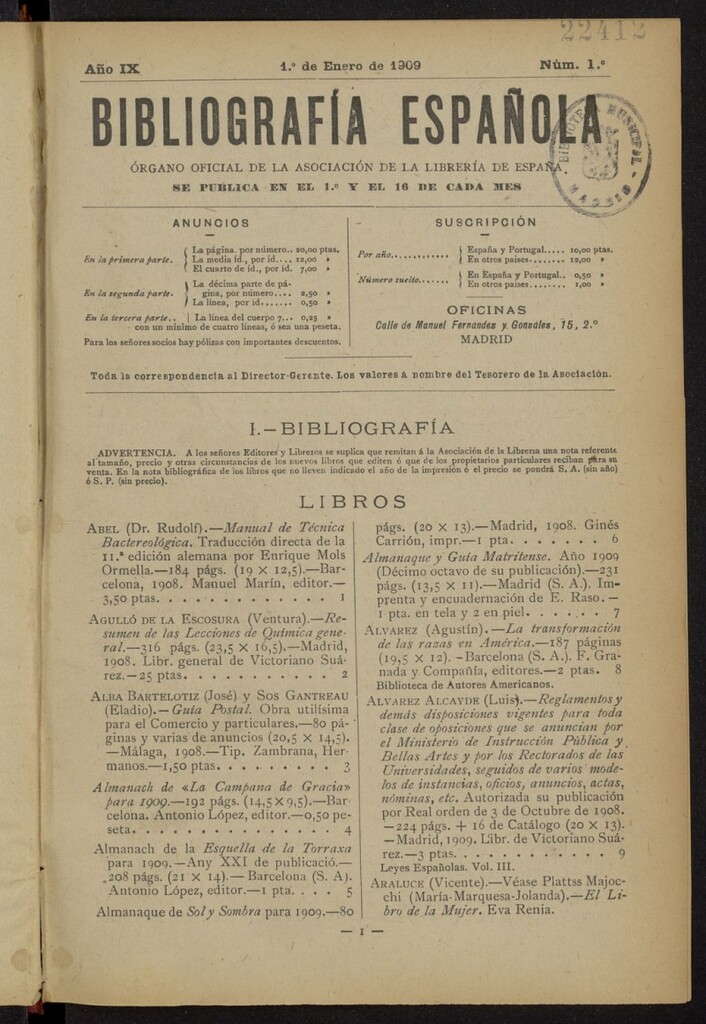 22412
Año IX
1.º de Enero de 1909
Núm. 1.º
BIBLIOGRAFÍA ESPAÑOLA
ÓRGANO OFICIAL DE LA ASOCIACIÓN DE LA LIBRERÍA DE ESPAÑA.
SE PUBLICA EN EL 1.º Y EL 16 DE CADA MES
BIBLIOTECA MUNICIPAL
MADRID
ANUNCIOS
En la primera parte. La página. por número.. 20,00 ptas.
La media id., por id.... 12,00 »
El cuarto de id., por id. 7,00 »
En la segunda parte. La décima parte de pá-
gina, por número.... 2,50 »
La linea, por id....... 0,50 »
En la tercera parte.. La línea del cuerpo 7... 0,25 »
con un mínimo de cuatro líneas, ó sea una peseta.
Para los señores socios hay pólizas con importantes descuentos.
SUSCRIPCIÓN
Por año............ España y Portugal..... 10,00 ptas.
En otros países........ 12,00 »
Número suelto....... En España y Portugal.. 0,50 »
En otros países....... 1,00 »
OFICINAS
Calle de Manuel Fernandez y Gonzáles, 15, 2.º
MADRID
Toda la correspondencia al Director-Gerente. Los valores á nombre del Tesorero de la Asociación.
I.—BIBLIOGRAFÍA
ADVERTENCIA. A los señores Editores y Libreros se suplica que remitan á la Asociación de la Libreria una nota referente
al tamaño, precio y otras circunstancias de los nuevos libros que editen ó que de los propietarios particulares reciban para su
venta. En la nota bibliográfica de los libros que no lleven indicado el año de la impresión ó el precio se pondrá S. A. (sin año)
ó S. P. (sin precio).
LIBROS
ABEL (Dr. Rudolf).—Manual de Técnica
Bactereológica. Traducción directa de la
11.ª edición alemana por Enrique Mols
Ormella.—184 págs. (19 × 12,5).—Bar-
celona, 1908. Manuel Marín, editor.—
3,50 ptas. . . . . . . . . . . . 1
AGULLÓ DE LA ESCOSURA (Ventura).—Re-
sumen de las Lecciones de Química gene-
ral.—316 págs. (23,5 × 16,5).—Madrid,
1908. Libr. general de Victoriano Suá-
rez.—25 ptas. . . . . . . . . . . 2
ALBA BARTELOTIZ (José) y SOS GANTREAU
(Eladio).—Guía Postal. Obra utilísima
para el Comercio y particulares.—80 pá-
ginas y varias de anuncios (20,5 × 14,5).
—Málaga, 1908.—Tip. Zambrana, Her-
manos.—1,50 ptas. . . . . . . . . 3
Almanach de «La Campana de Gracia»
para 1909.—192 págs. (14,5 × 9,5).—Bar-
celona. Antonio López, editor.—0,50 pe-
seta. . . . . . . . . . . . . . 4
Almanach de la Esquella de la Torraxa
para 1909.—Any XXI de publicació.—
208 págs. (21 × 14).—Barcelona (S. A).
Antonio López, editor.—1 pta. . . . 5
Almanaque de Sol y Sombra para 1909.—80
págs. (20 × 13).—Madrid, 1908. Ginés
Carrión, impr.—1 pta. . . . . . . 6
Almanaque y Guía Matritense. Año 1909
(Décimo octavo de su publicación).—231
págs. (13,5 × 11).—Madrid (S. A.). Im-
prenta y encuadernación de E. Raso.—
1 pta. en tela y 2 en piel. . . . . . 7
ALVAREZ (Agustín).—La transformación
de las razas en América.—187 páginas
(19,5 × 12). -Barcelona (S. A.). F. Gra-
nada y Compañía, editores.—2 ptas. 8
Biblioteca de Autores Americanos.
ALVAREZ ALCAYDE (Luis).—Reglamentos y
demás disposiciones vigentes para toda
clase de oposiciones que se anuncian por
el Ministerio de Instrucción Pública y
Bellas Artes y por los Rectorados de las
Universidades, seguidos de varios mode-
los de instancias, oficios, anuncios, actas,
nóminas, etc. Autorizada su publicación
por Real orden de 3 de Octubre de 1908.
—224 págs. + 16 de Catálogo (20 × 13).
—Madrid, 1909. Libr. de Victoriano Suá-
rez.—3 ptas. . . . . . . . . . . 9
Leyes Españolas. Vol. III.
ARALUCE (Vicente).—Véase Plattss Majoc-
chi (María-Marquesa-Jolanda).—El Li-
bro de la Mujer. Eva Renia.
— 1 —